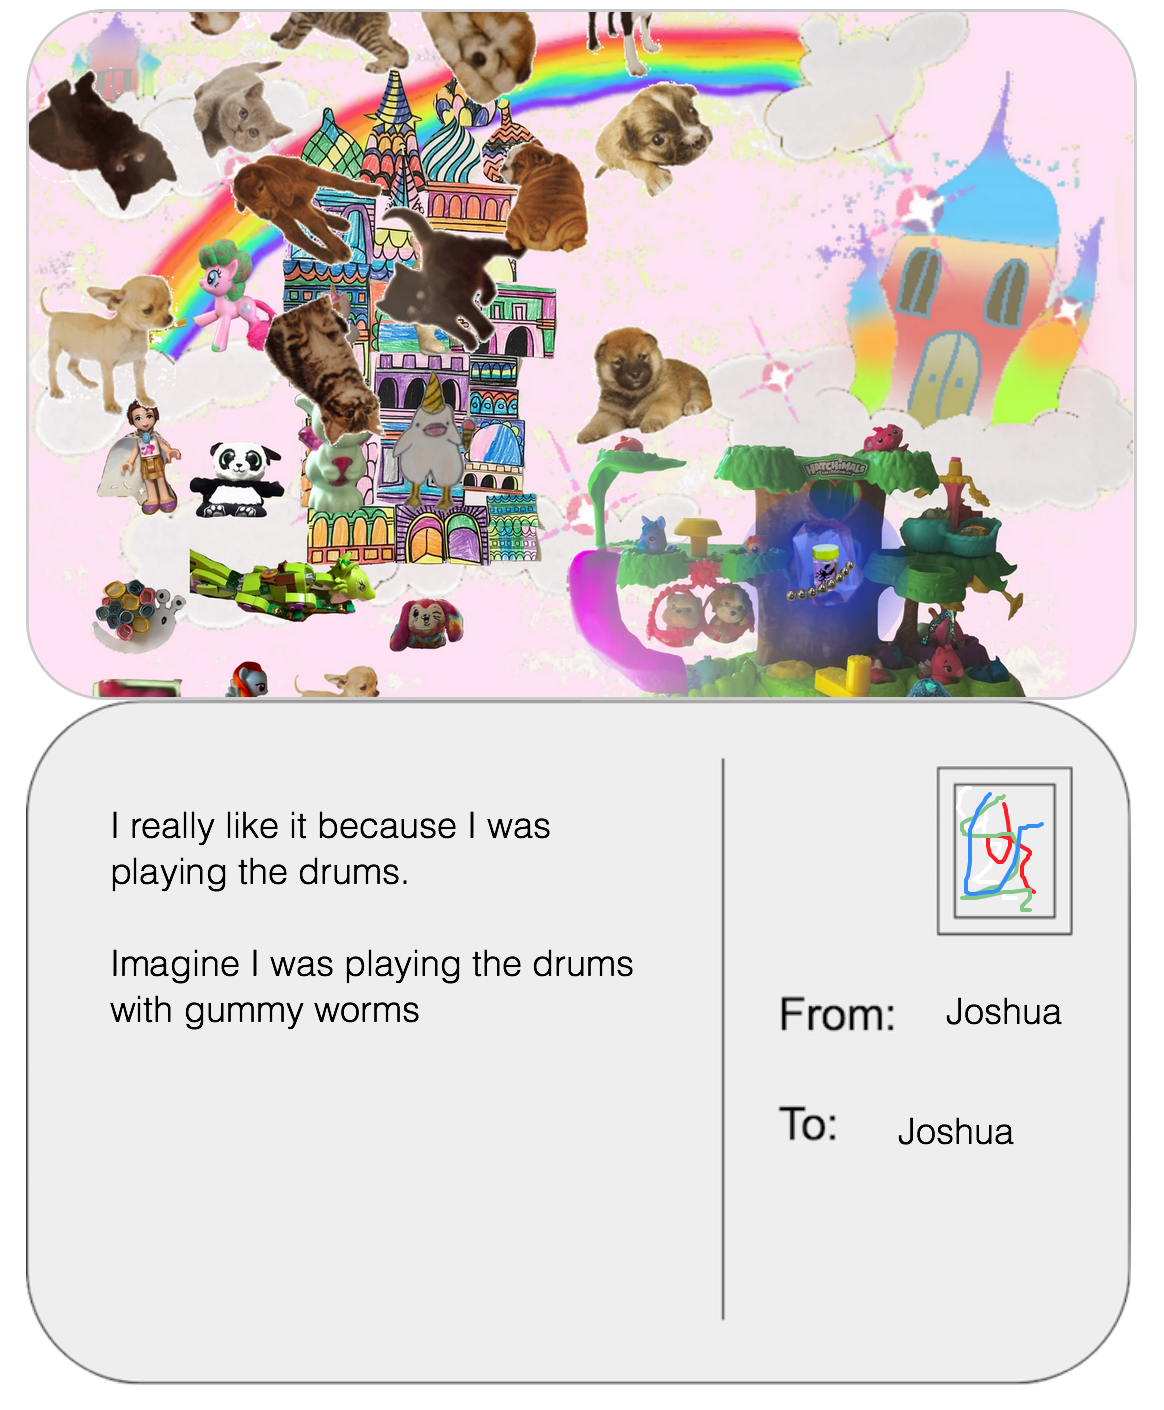 HATCHiMALS
I really like it because I was
playing the drums.
Imagine I was playing the drums
with gummy worms
From: Joshua
To: Joshua